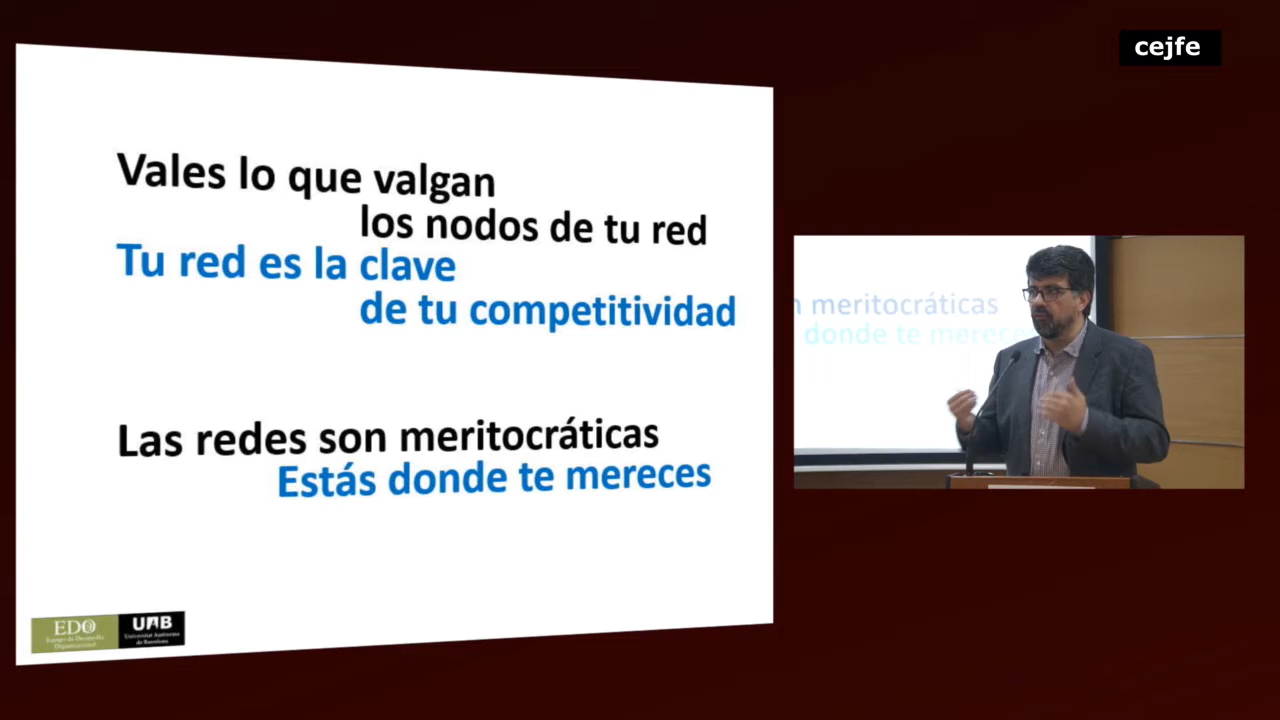 cejfe
Vales lo que valgan
los nodos de tu red
Tu red es la clave
de tu competitividad
Las redes son meritocráticas
Estás donde te mereces
EDO
Equipo de Desarrollo
Organizacional
UAB
Universitat Autònoma
de Barcelona
meritocráticas
donde te merece